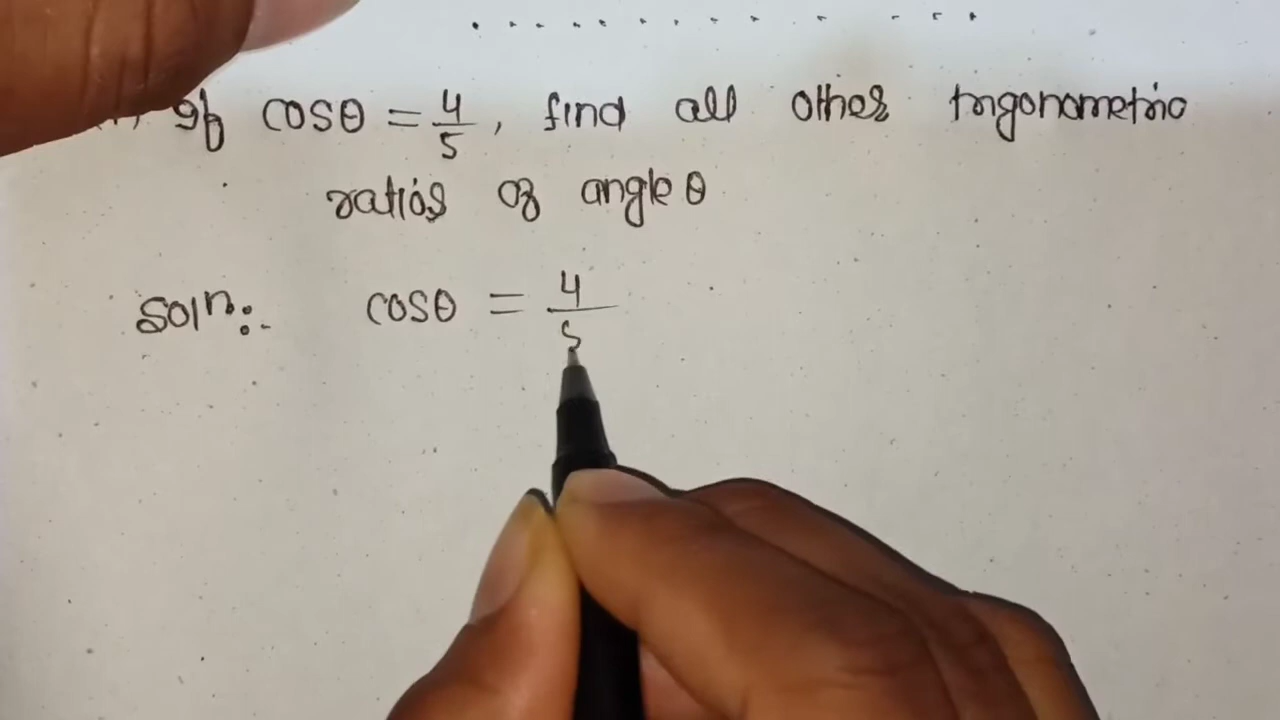 If cosθ = 4/5, find all other trigonometric
ratios of angle θ
Soln:. cosθ = 4/5